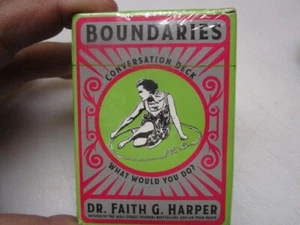 BOUNDARIES
CONVERSATION DECK
WHAT WOULD YOU DO?
DR. FAITH G. HARPER